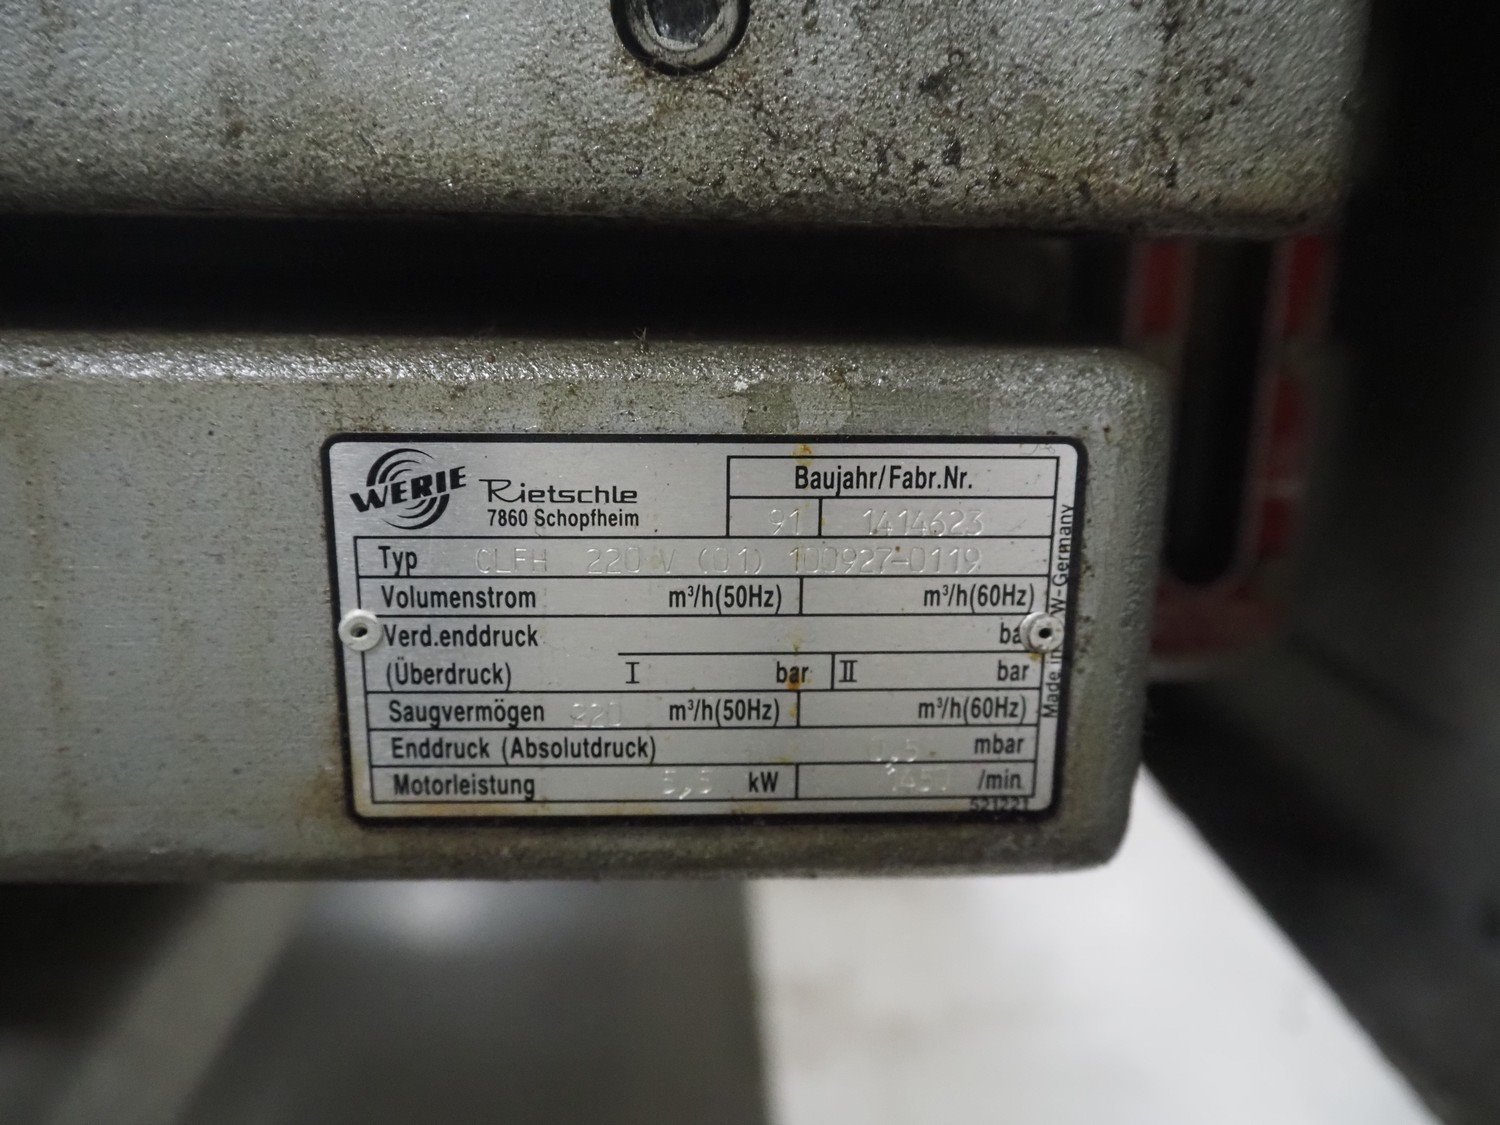 WERIE Rietschle
7860 Schopfheim
Baujahr/Fabr.Nr.
91 1414623
Typ CLFH 220 V (01) 100927-0119
Volumenstrom m³/h(50Hz) m³/h(60Hz)
Verd.enddruck
(Überdruck) I bar II bar
Saugvermögen 220 m³/h(50Hz) m³/h(60Hz)
Enddruck (Absolutdruck) 0,5 mbar
Motorleistung 5,5 kW 1450 /min
521221
Made in W-Germany